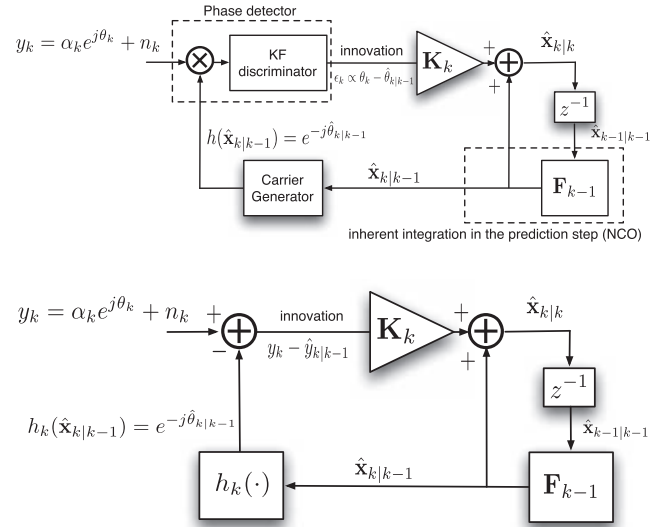 Phase detector
y_k = α_k e^{jθ_k} + n_k
KF
discriminator
innovation
ϵ_k ∝ θ_k − θ̂_{k|k−1}
K_k
+
+
x̂_{k|k}
z^{−1}
x̂_{k−1|k−1}
h(x̂_{k|k−1}) = e^{−jθ̂_{k|k−1}}
Carrier
Generator
x̂_{k|k−1}
F_{k−1}
inherent integration in the prediction step (NCO)
y_k = α_k e^{jθ_k} + n_k
+
−
innovation
y_k − ŷ_{k|k−1}
K_k
+
+
x̂_{k|k}
z^{−1}
x̂_{k−1|k−1}
h_k(x̂_{k|k−1}) = e^{−jθ̂_{k|k−1}}
h_k(·)
x̂_{k|k−1}
F_{k−1}